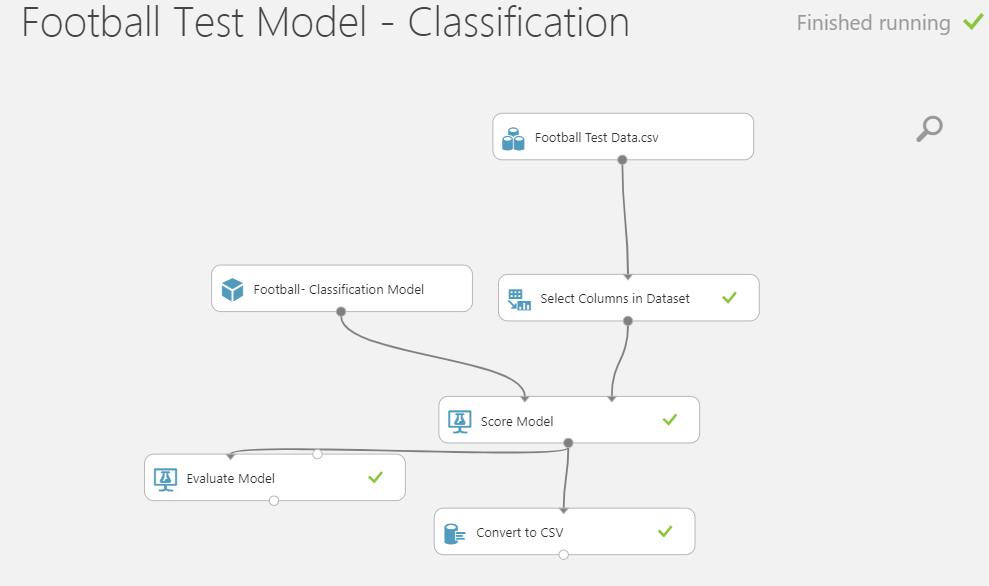 Football Test Model - Classification
Finished running
Football Test Data.csv
Football- Classification Model
Select Columns in Dataset
Score Model
Evaluate Model
Convert to CSV